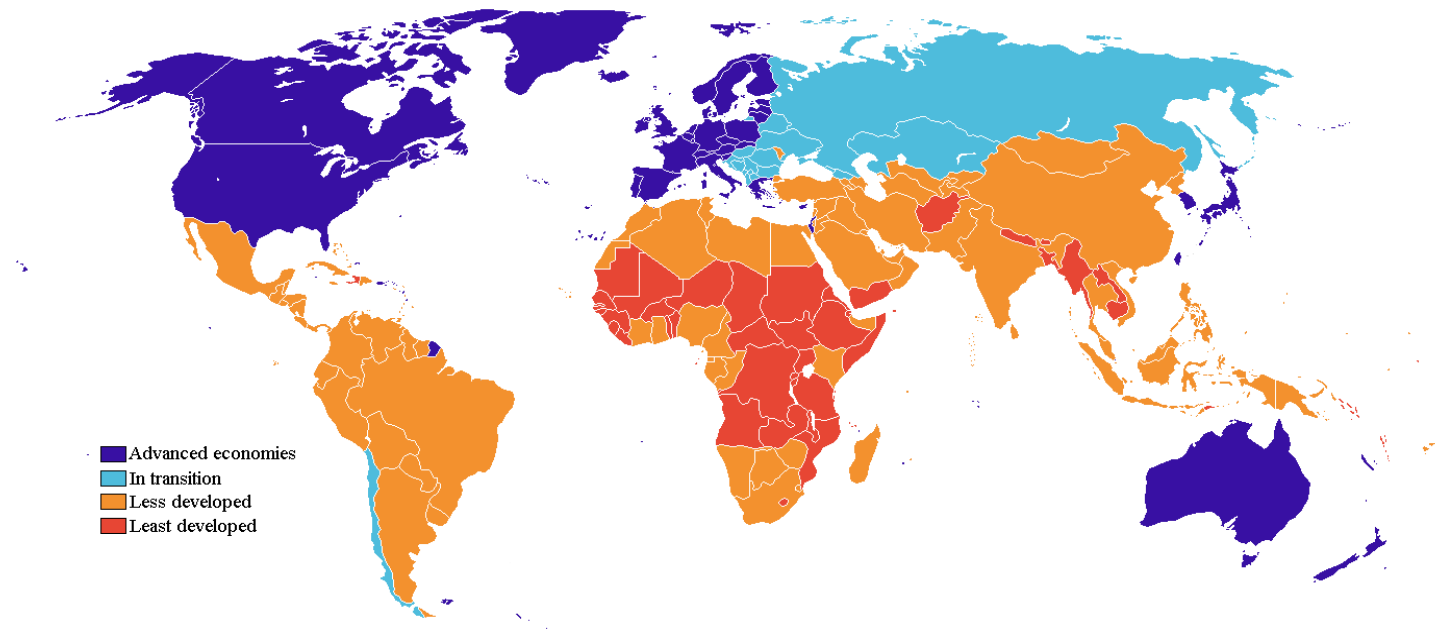 Advanced economies
In transition
Less developed
Least developed